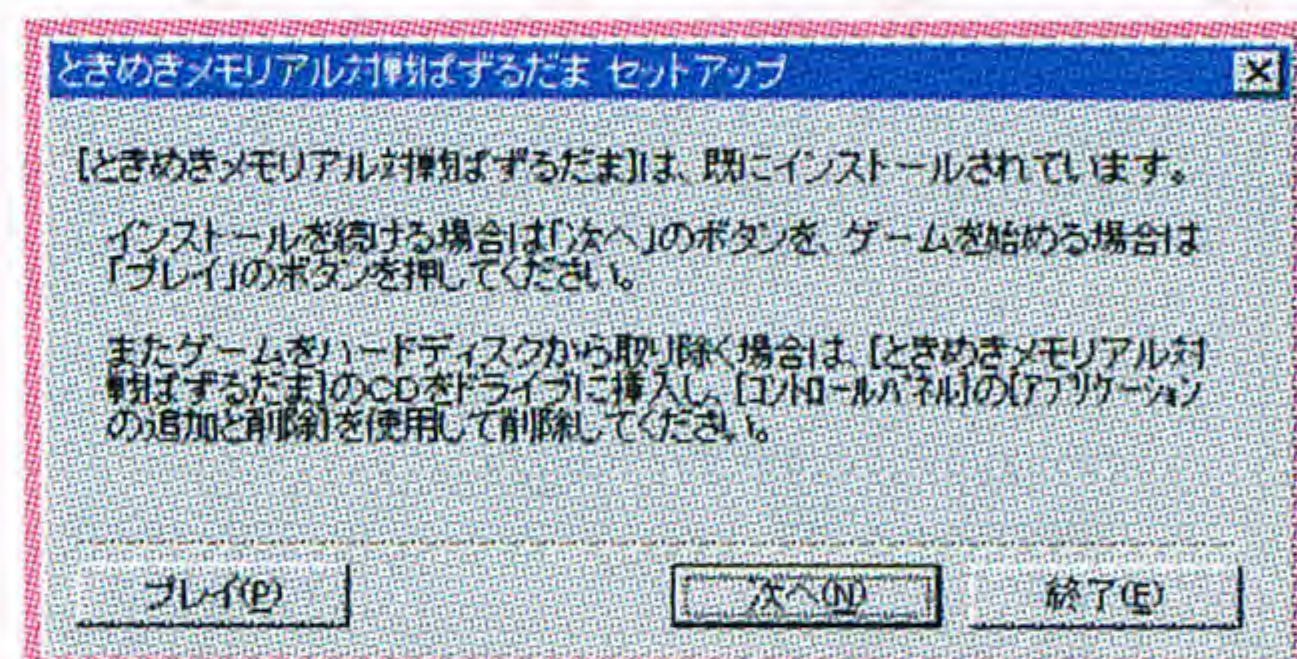 ときめきメモリアル対戦ぱずるだま セットアップ
[ときめきメモリアル対戦ぱずるだま]は、既にインストールされています。
インストールを続ける場合は「次へ」のボタンを、ゲームを始める場合は
「プレイ」のボタンを押してください。
またゲームをハードディスクから取り除く場合は、[ときめきメモリアル対
戦ぱずるだま]のCDをドライブに挿入し、[コントロールパネル]の[アプリケーション
の追加と削除]を使用して削除してください。
プレイ(P)
次へ(N)
終了(E)